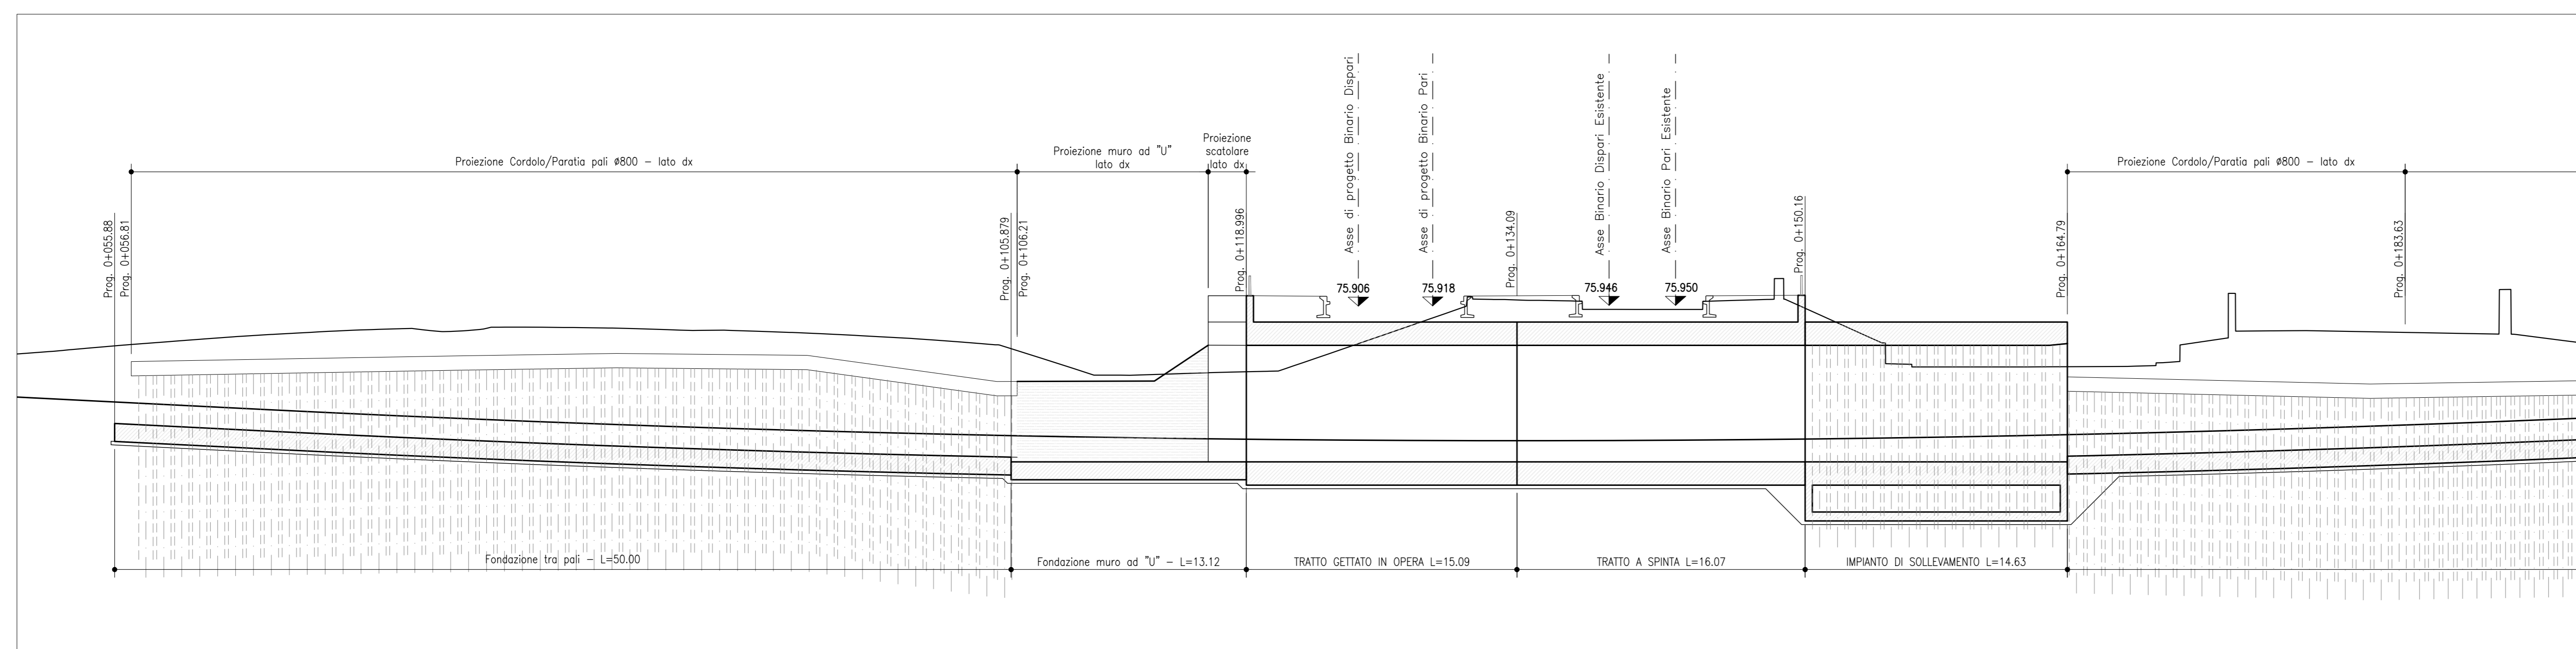 Asse di progetto Binario Dispari
Asse di progetto Binario Pari
Asse Binario Dispari Esistente
Asse Binario Pari Esistente
Proiezione Cordolo/Paratia pali ø800 - lato dx
Proiezione muro ad "U"
lato dx
Proiezione
scatolare
lato dx
Proiezione Cordolo/Paratia pali ø800 - lato dx
Prog. 0+055.88
Prog. 0+056.81
Prog. 0+105.879
Prog. 0+106.21
Prog. 0+118.996
Prog. 0+134.09
Prog. 0+150.16
Prog. 0+164.79
Prog. 0+183.63
75.906
75.918
75.946
75.950
Fondazione tra pali - L=50.00
Fondazione muro ad "U" - L=13.12
TRATTO GETTATO IN OPERA L=15.09
TRATTO A SPINTA L=16.07
IMPIANTO DI SOLLEVAMENTO L=14.63